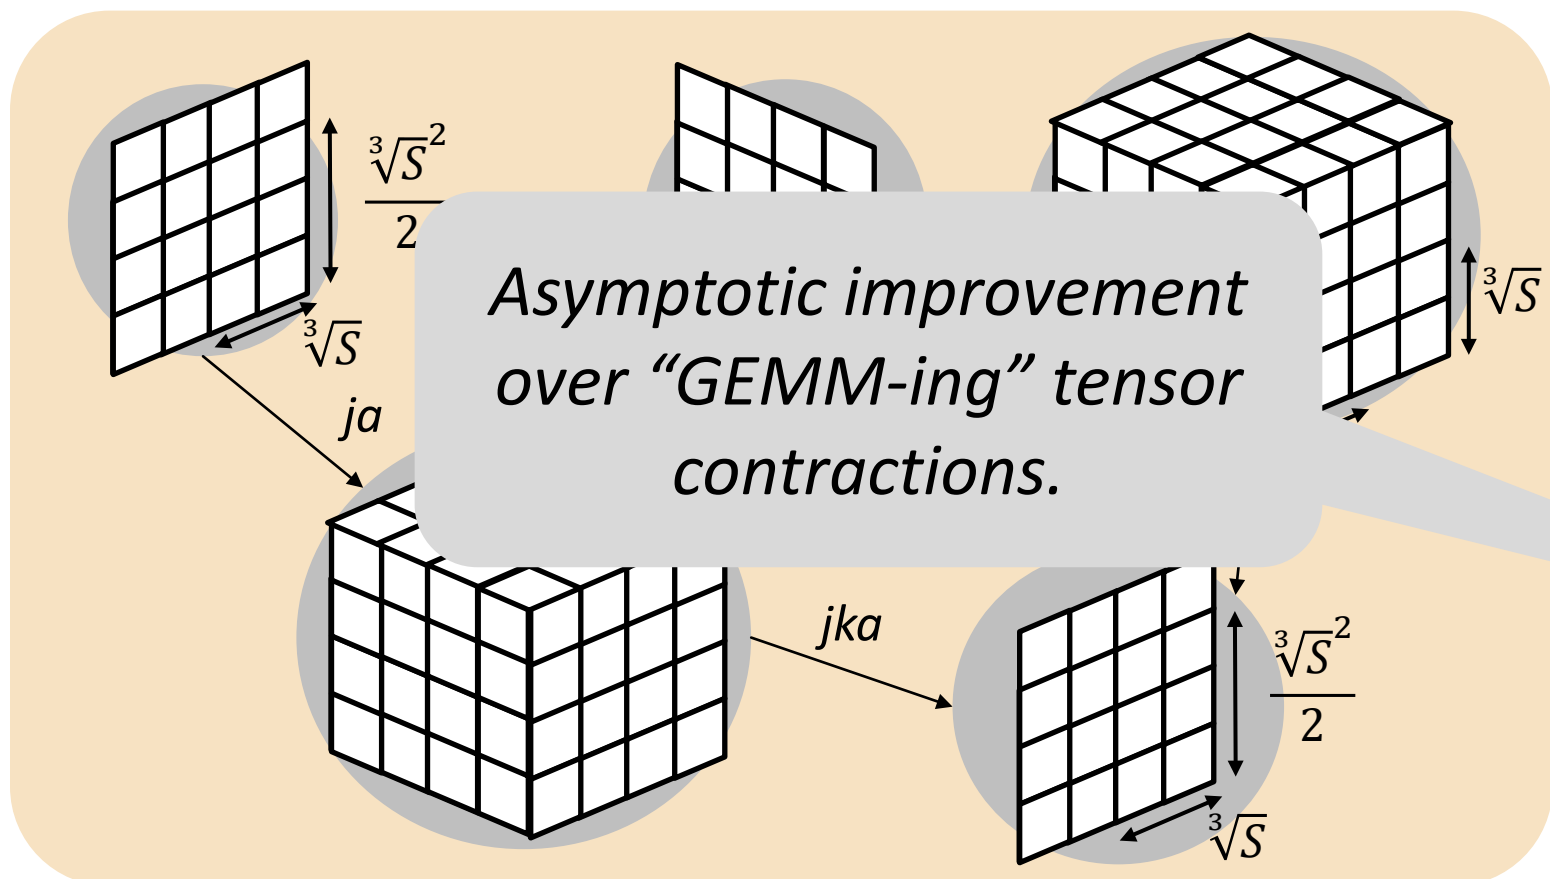 ∛S²
2
∛S
∛S
ja
Asymptotic improvement
over “GEMM-ing” tensor
contractions.
jka
∛S²
2
∛S